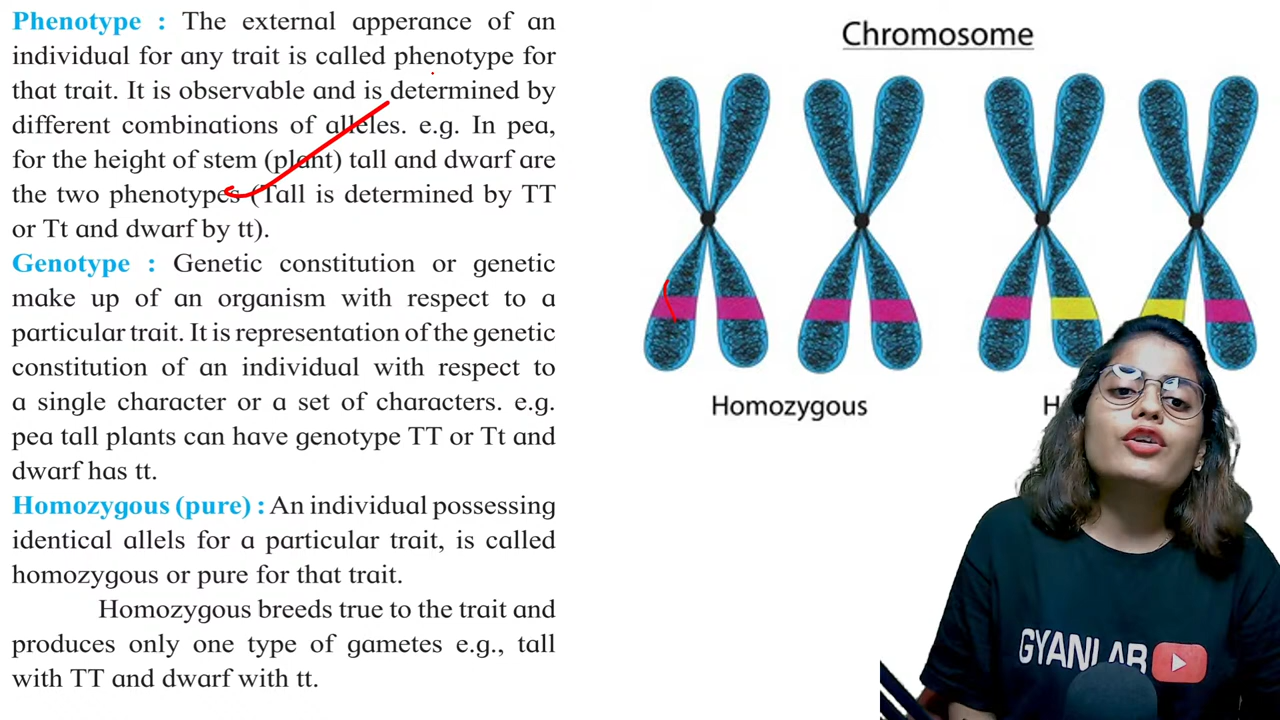 Phenotype : The external apperance of an
individual for any trait is called phenotype for
that trait. It is observable and is determined by
different combinations of alleles. e.g. In pea,
for the height of stem (plant) tall and dwarf are
the two phenotypes (Tall is determined by TT
or Tt and dwarf by tt).
Genotype : Genetic constitution or genetic
make up of an organism with respect to a
particular trait. It is representation of the genetic
constitution of an individual with respect to
a single character or a set of characters. e.g.
pea tall plants can have genotype TT or Tt and
dwarf has tt.
Homozygous (pure) : An individual possessing
identical allels for a particular trait, is called
homozygous or pure for that trait.
Homozygous breeds true to the trait and
produces only one type of gametes e.g., tall
with TT and dwarf with tt.
Chromosome
Homozygous
GYANLAB